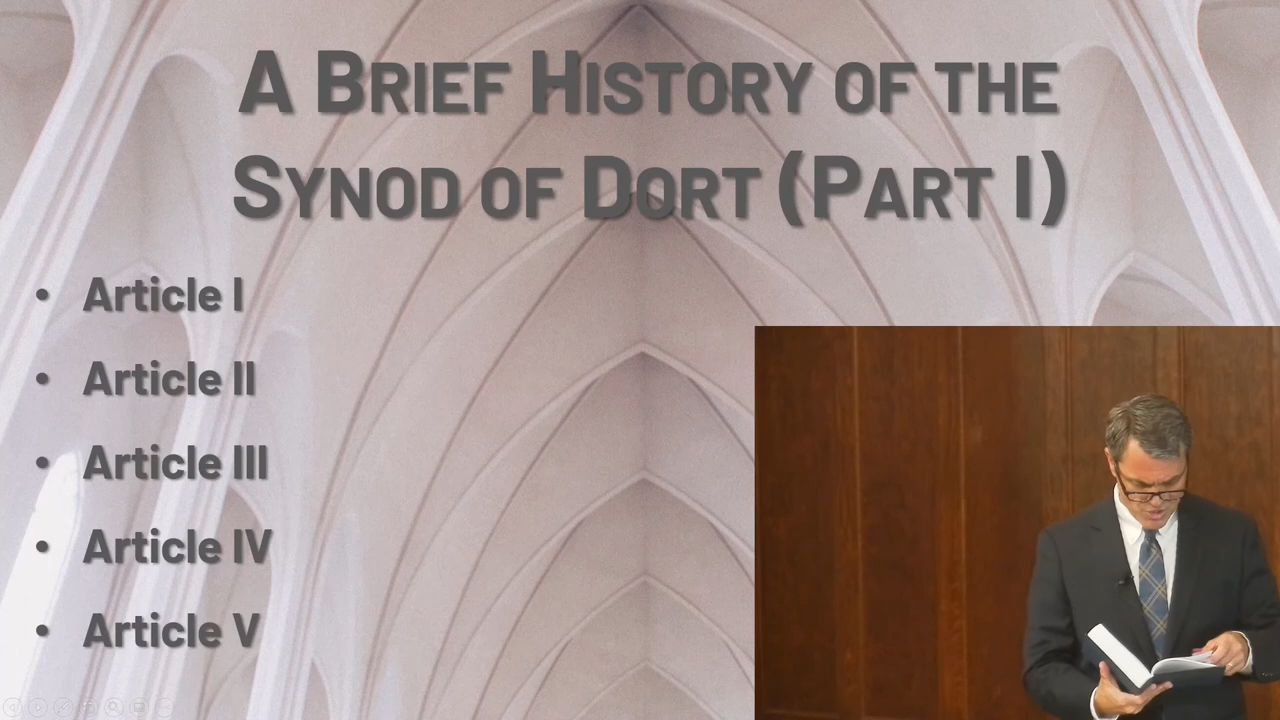 A Brief History of the
Synod of Dort (Part I)
• Article I
• Article II
• Article III
• Article IV
• Article V